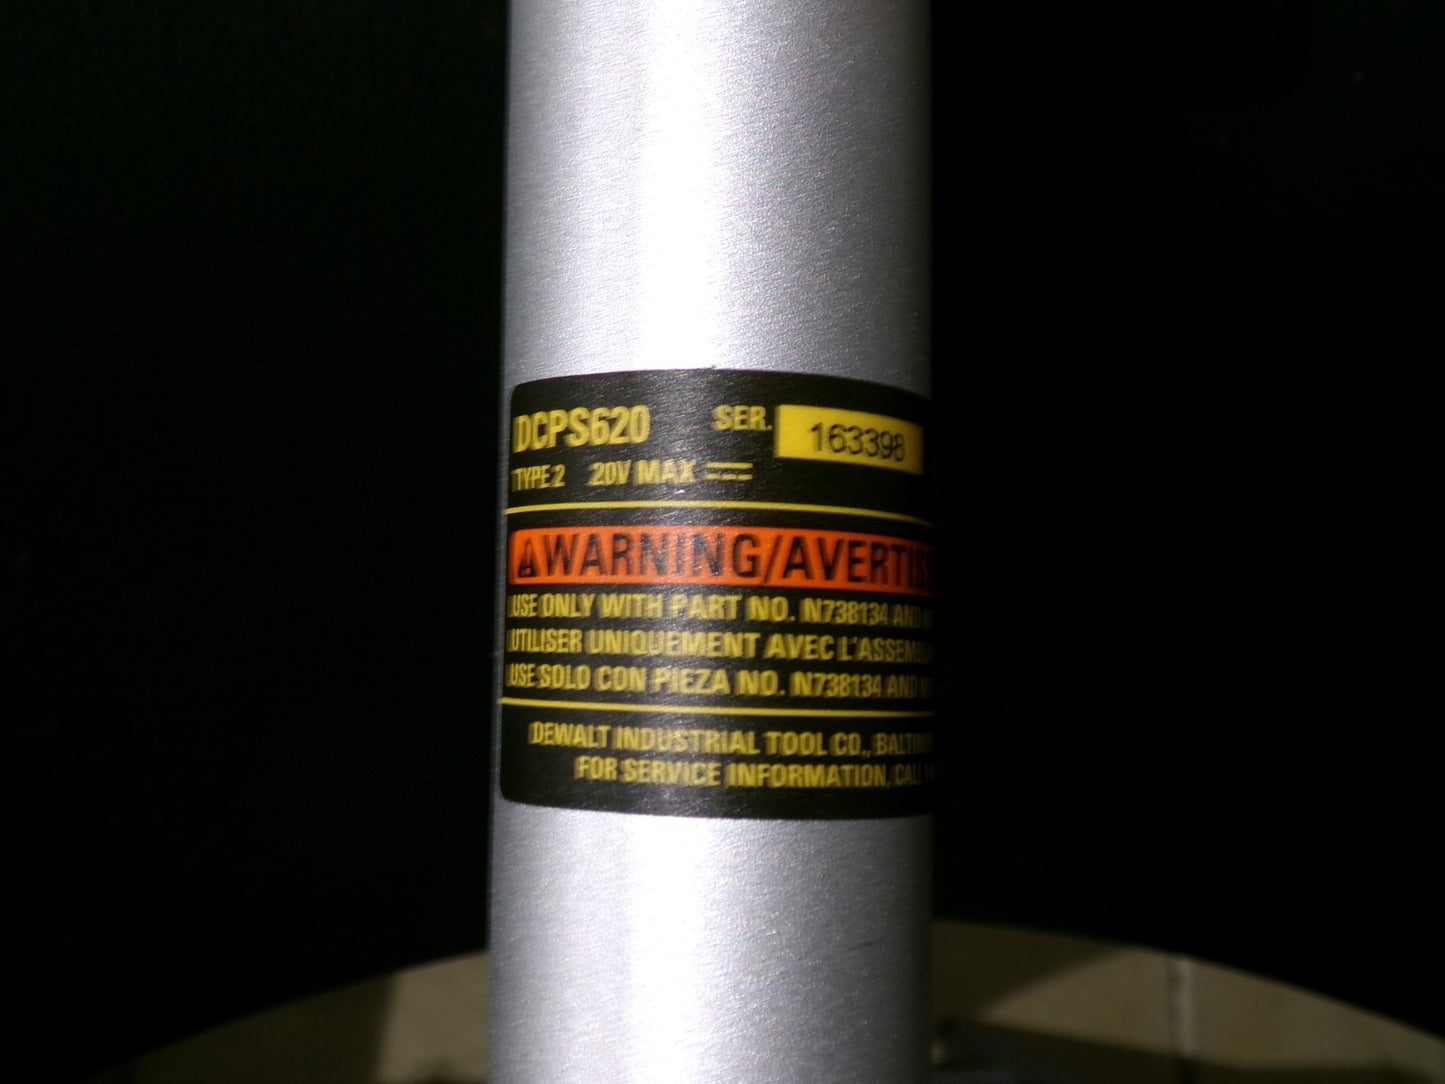 DCPS620 SER. 163398
TYPE 2 20V MAX
WARNING/AVERTISS
USE ONLY WITH PART NO. N738134 AND
UTILISER UNIQUEMENT AVEC L'ASSEMBLA
USE SOLO CON PIEZA NO. N738134 AND
DEWALT INDUSTRIAL TOOL CO., BALTIM
FOR SERVICE INFORMATION, CALL